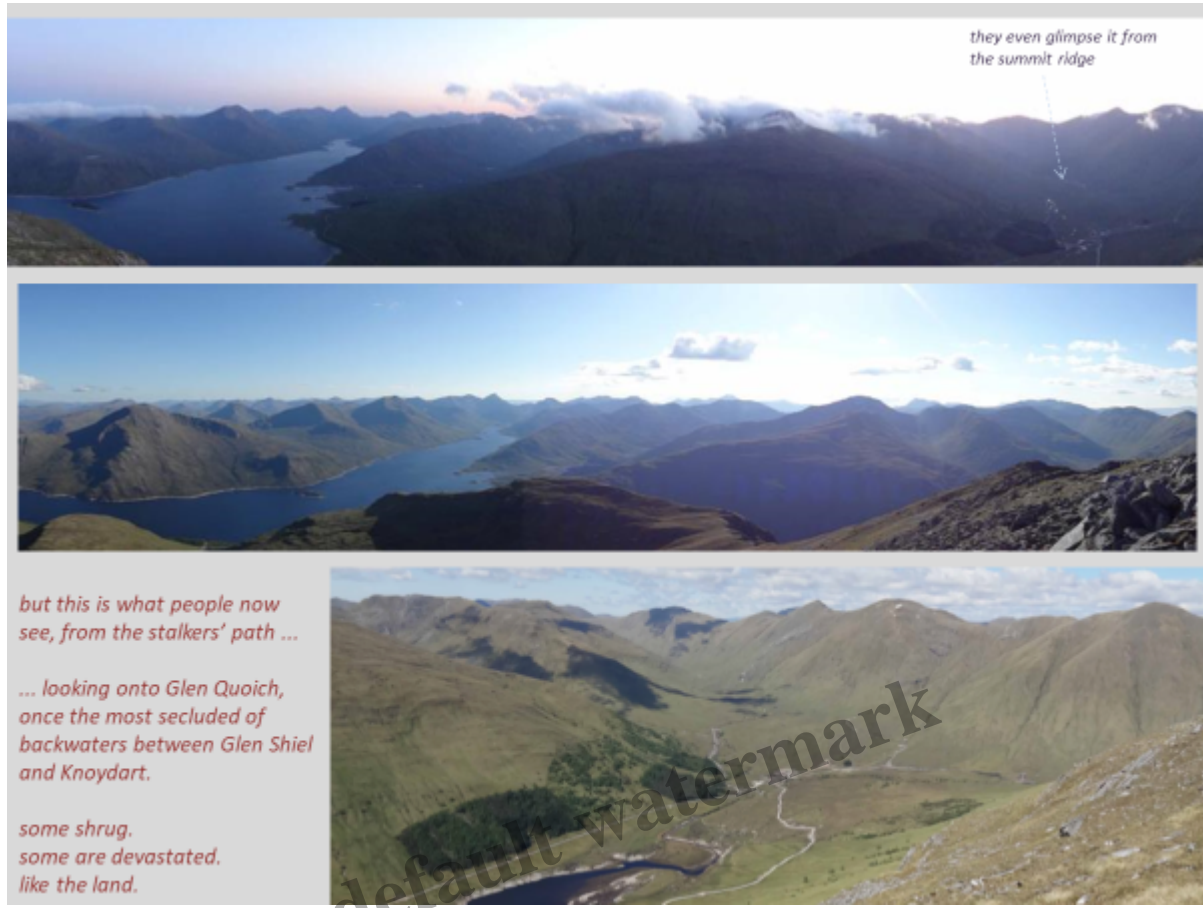 they even glimpse it from
the summit ridge
but this is what people now
see, from the stalkers’ path ...
... looking onto Glen Quoich,
once the most secluded of
backwaters between Glen Shiel
and Knoydart.
some shrug.
some are devastated.
like the land.
default watermark